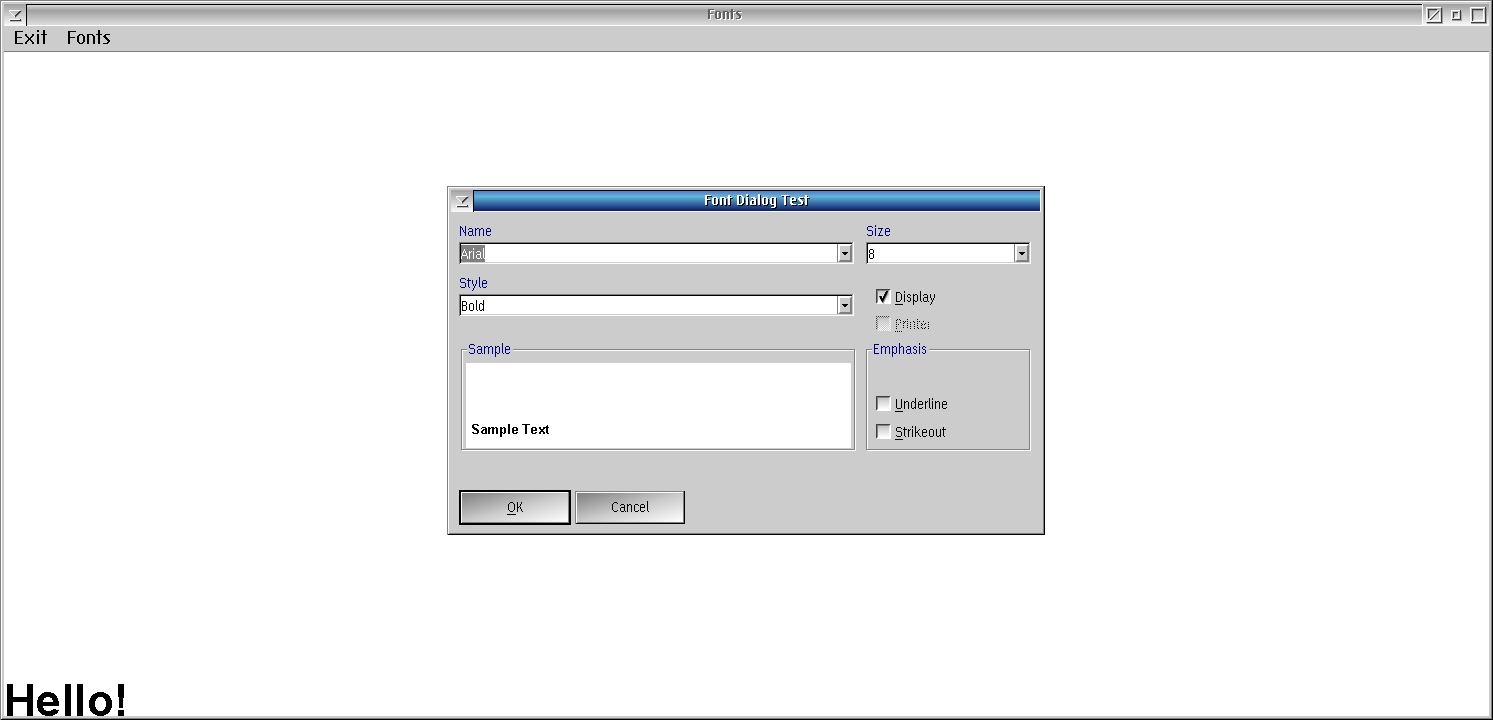 Fonts
Exit Fonts
Font Dialog Test
Name Size
Arial 8
Style
Bold
Display
Printer
Sample Emphasis
Sample Text
Underline
Strikeout
OK Cancel
Hello!